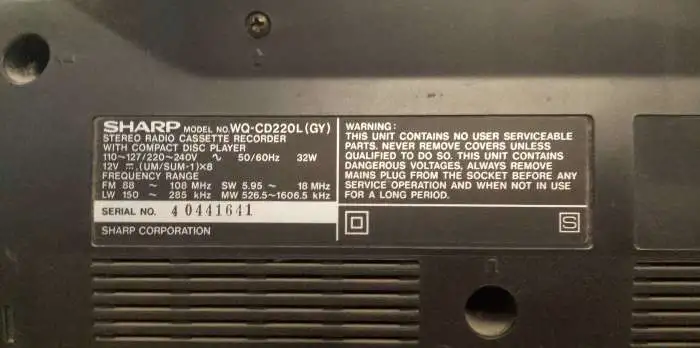 SHARP MODEL NO. WQ-CD220L (GY)
STEREO RADIO CASSETTE RECORDER
WITH COMPACT DISC PLAYER
110~127/220~240V ∿ 50/60Hz 32W
12V ⎓ (UM/SUM-1)×8
FREQUENCY RANGE
FM 88 ~ 108 MHz SW 5.95 ~ 18 MHz
LW 150 ~ 285 kHz MW 526.5~1606.5 kHz
SERIAL NO. 40441641
SHARP CORPORATION
WARNING:
THIS UNIT CONTAINS NO USER SERVICEABLE
PARTS. NEVER REMOVE COVERS UNLESS
QUALIFIED TO DO SO. THIS UNIT CONTAINS
DANGEROUS VOLTAGES, ALWAYS REMOVE
MAINS PLUG FROM THE SOCKET BEFORE ANY
SERVICE OPERATION AND WHEN NOT IN USE
FOR A LONG PERIOD.
S